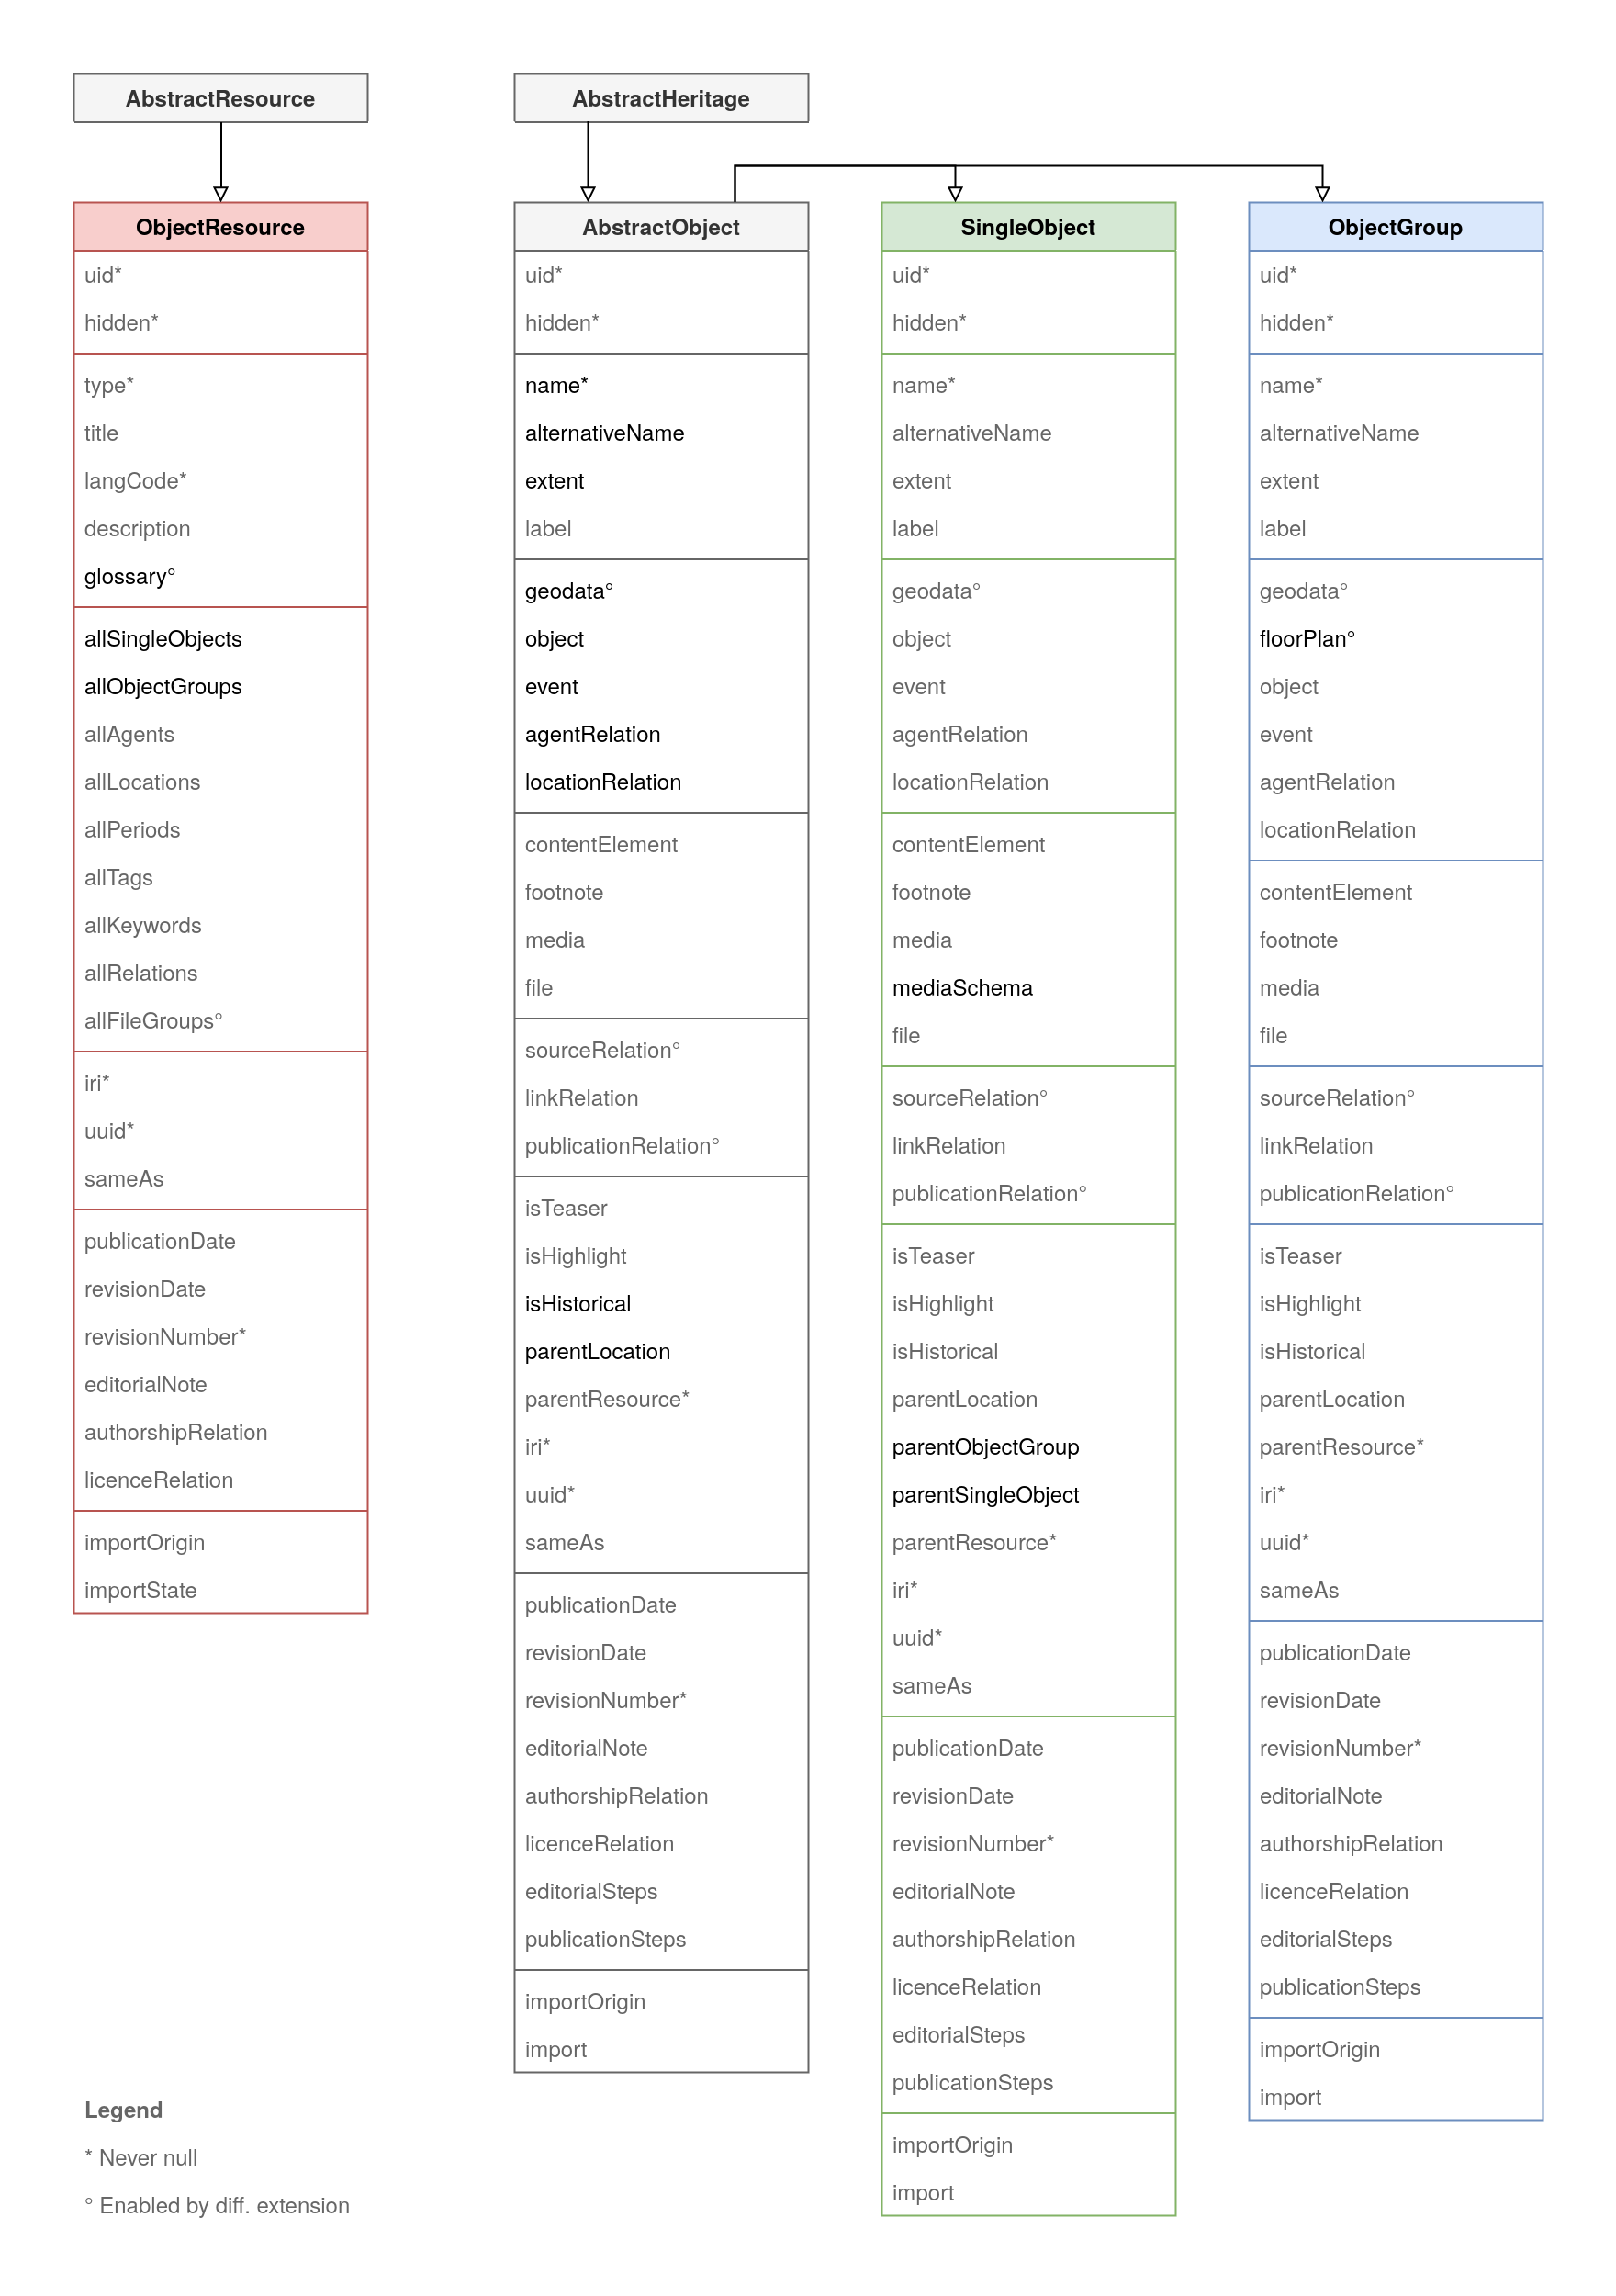 AbstractResource
AbstractHeritage
ObjectResource
uid*
hidden*
type*
title
langCode*
description
glossary°
allSingleObjects
allObjectGroups
allAgents
allLocations
allPeriods
allTags
allKeywords
allRelations
allFileGroups°
iri*
uuid*
sameAs
publicationDate
revisionDate
revisionNumber*
editorialNote
authorshipRelation
licenceRelation
importOrigin
importState
AbstractObject
uid*
hidden*
name*
alternativeName
extent
label
geodata°
object
event
agentRelation
locationRelation
contentElement
footnote
media
file
sourceRelation°
linkRelation
publicationRelation°
isTeaser
isHighlight
isHistorical
parentLocation
parentResource*
iri*
uuid*
sameAs
publicationDate
revisionDate
revisionNumber*
editorialNote
authorshipRelation
licenceRelation
editorialSteps
publicationSteps
importOrigin
import
SingleObject
uid*
hidden*
name*
alternativeName
extent
label
geodata°
object
event
agentRelation
locationRelation
contentElement
footnote
media
mediaSchema
file
sourceRelation°
linkRelation
publicationRelation°
isTeaser
isHighlight
isHistorical
parentLocation
parentObjectGroup
parentSingleObject
parentResource*
iri*
uuid*
sameAs
publicationDate
revisionDate
revisionNumber*
editorialNote
authorshipRelation
licenceRelation
editorialSteps
publicationSteps
importOrigin
import
ObjectGroup
uid*
hidden*
name*
alternativeName
extent
label
geodata°
floorPlan°
object
event
agentRelation
locationRelation
contentElement
footnote
media
file
sourceRelation°
linkRelation
publicationRelation°
isTeaser
isHighlight
isHistorical
parentLocation
parentResource*
iri*
uuid*
sameAs
publicationDate
revisionDate
revisionNumber*
editorialNote
authorshipRelation
licenceRelation
editorialSteps
publicationSteps
importOrigin
import
Legend
* Never null
° Enabled by diff. extension